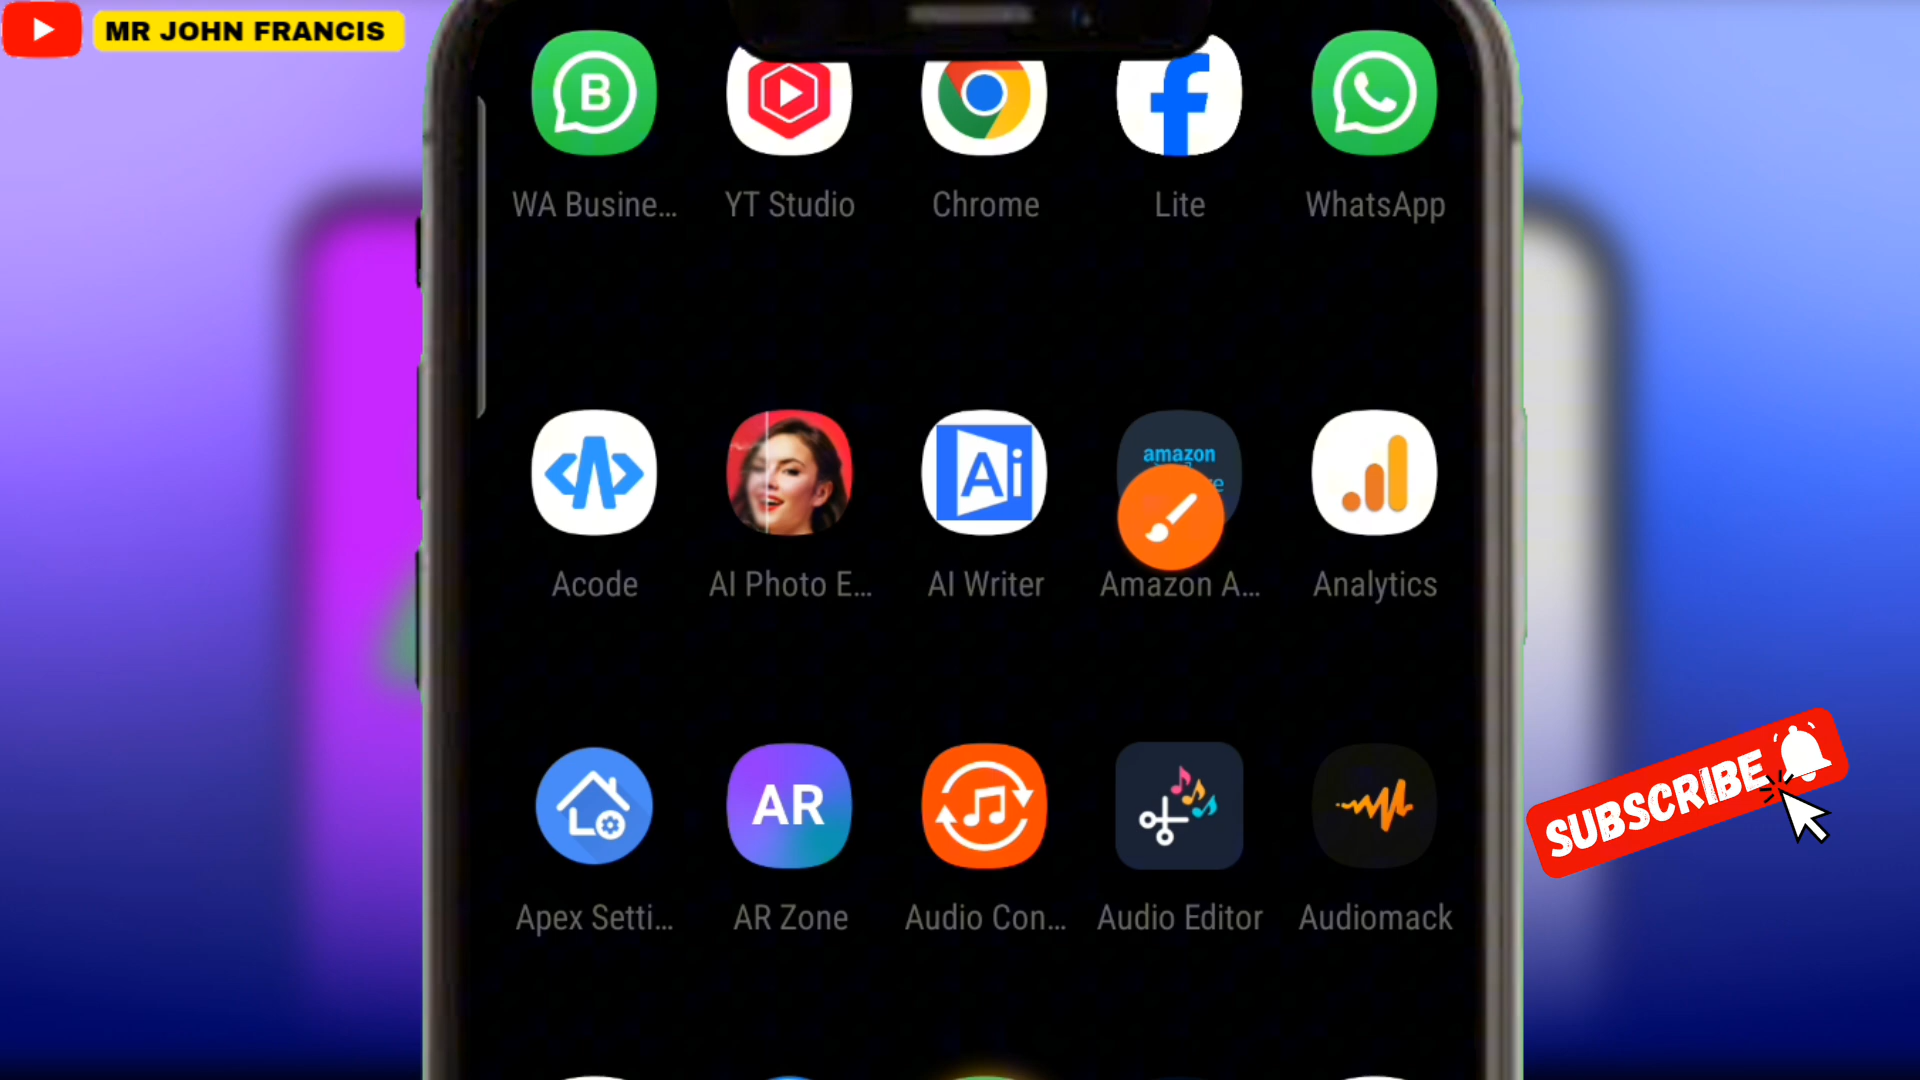 MR JOHN FRANCIS
B
WA Busine...
YT Studio
Chrome
Lite
WhatsApp
Ai
amazon
Acode
AI Photo E...
AI Writer
Amazon A...
Analytics
AR
SUBSCRIBE
Apex Setti...
AR Zone
Audio Con...
Audio Editor
Audiomack